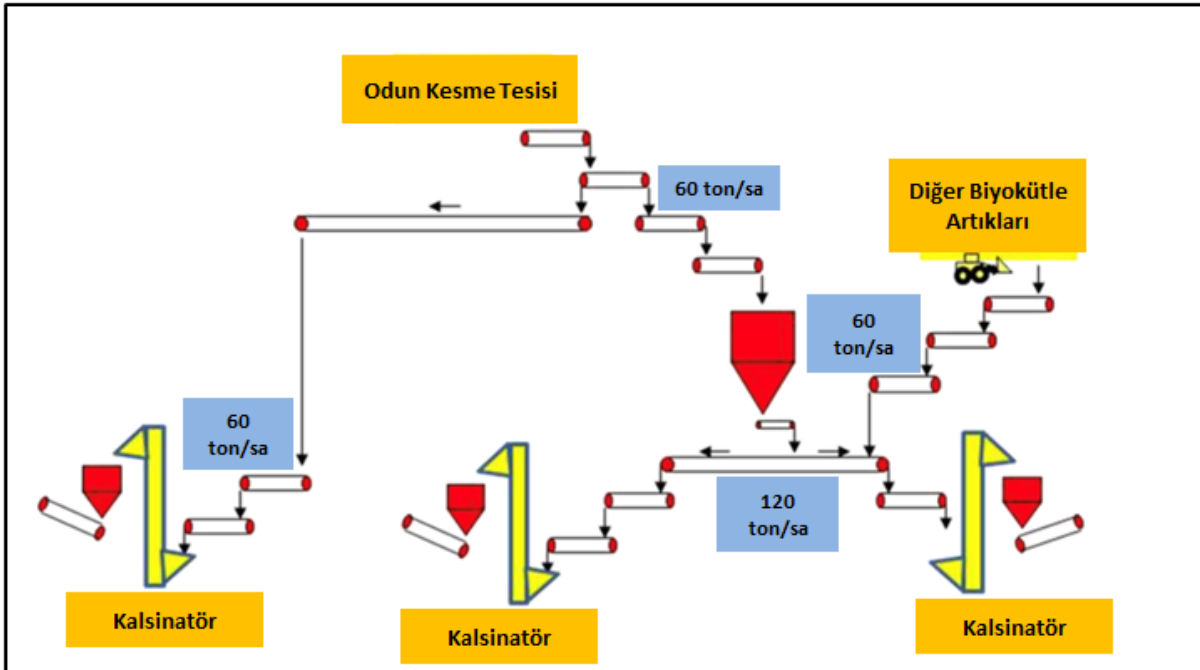 Odun Kesme Tesisi
60 ton/sa
Diğer Biyokütle
Artıkları
60
ton/sa
60
ton/sa
120
ton/sa
Kalsinatör
Kalsinatör
Kalsinatör